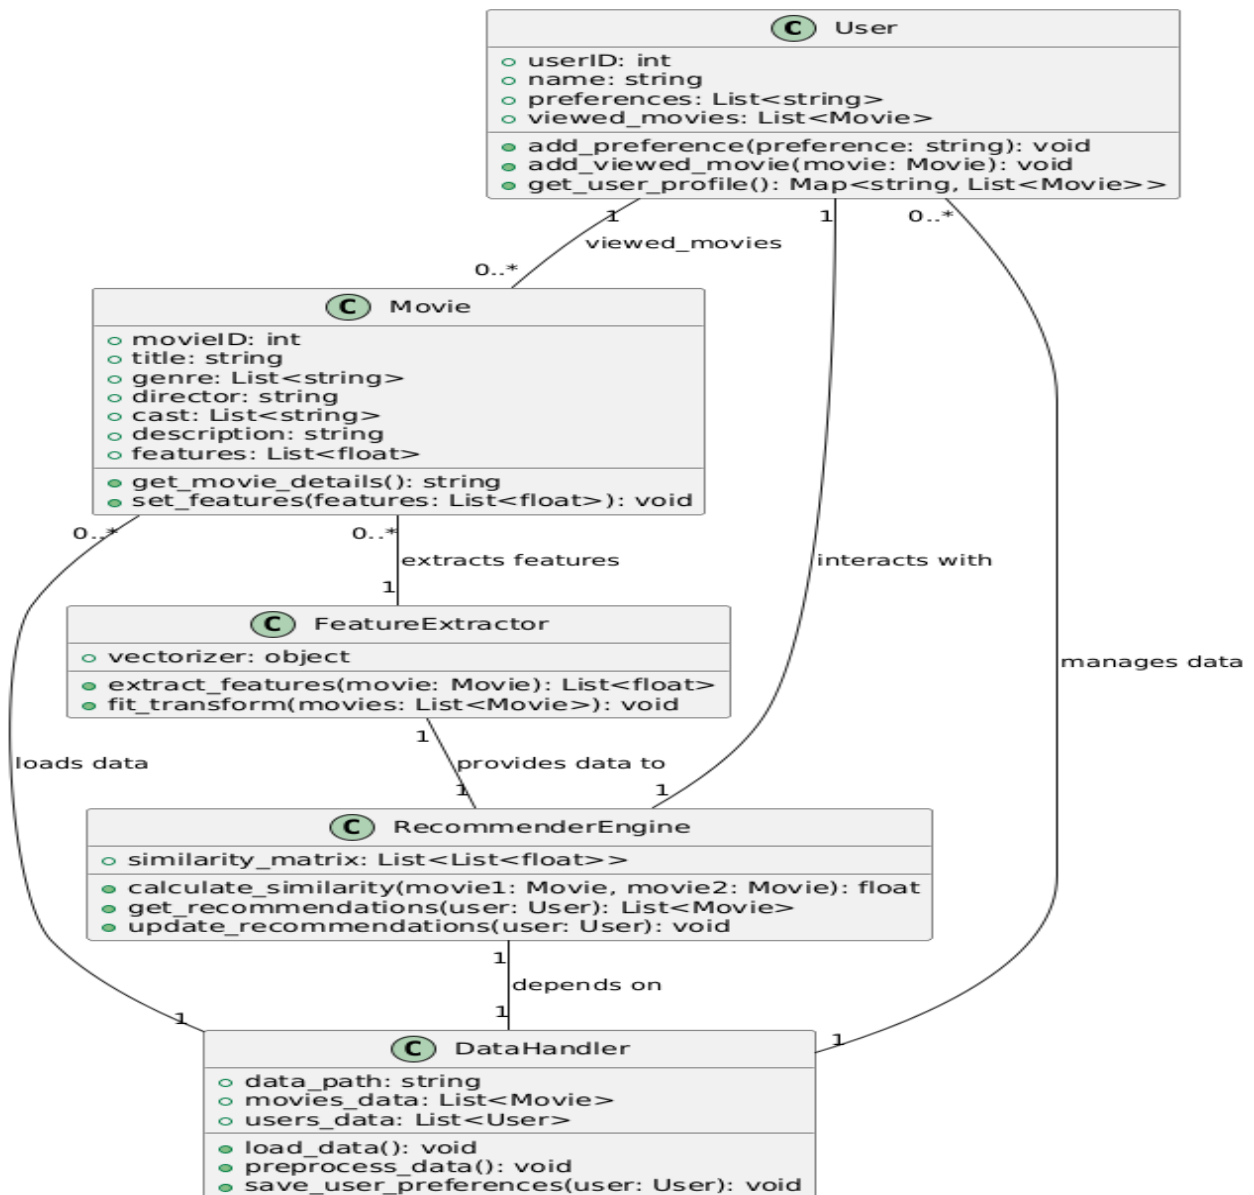 C User
userID: int
name: string
preferences: List<string>
viewed_movies: List<Movie>
add_preference(preference: string): void
add_viewed_movie(movie: Movie): void
get_user_profile(): Map<string, List<Movie>>
1
1
0..*
viewed_movies
0..*
C Movie
movieID: int
title: string
genre: List<string>
director: string
cast: List<string>
description: string
features: List<float>
get_movie_details(): string
set_features(features: List<float>): void
0..*
0..*
extracts features
interacts with
1
C FeatureExtractor
vectorizer: object
manages data
extract_features(movie: Movie): List<float>
fit_transform(movies: List<Movie>): void
1
loads data
provides data to
1
1
C RecommenderEngine
similarity_matrix: List<List<float>>
calculate_similarity(movie1: Movie, movie2: Movie): float
get_recommendations(user: User): List<Movie>
update_recommendations(user: User): void
1
depends on
1
1
1
C DataHandler
data_path: string
movies_data: List<Movie>
users_data: List<User>
load_data(): void
preprocess_data(): void
save_user_preferences(user: User): void